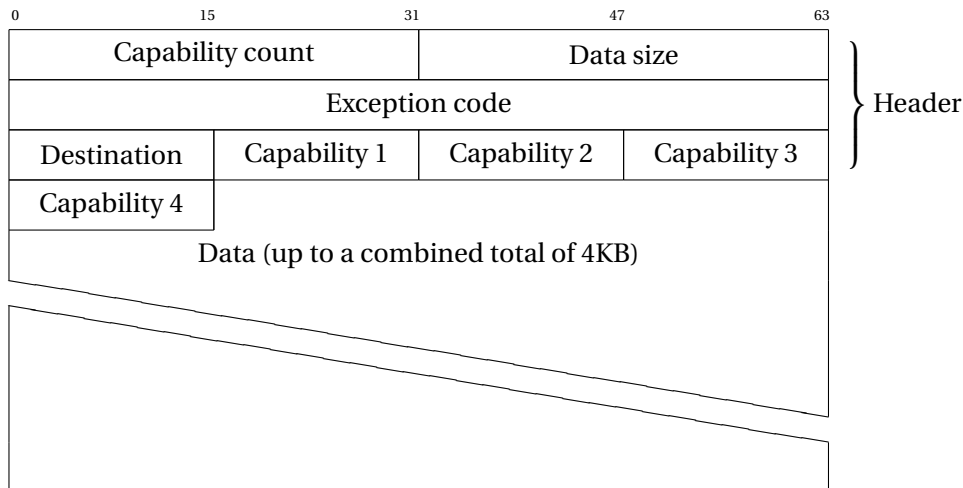 0 15 31 47 63
Capability count Data size
Exception code
Header
Destination Capability 1 Capability 2 Capability 3
Capability 4
Data (up to a combined total of 4KB)